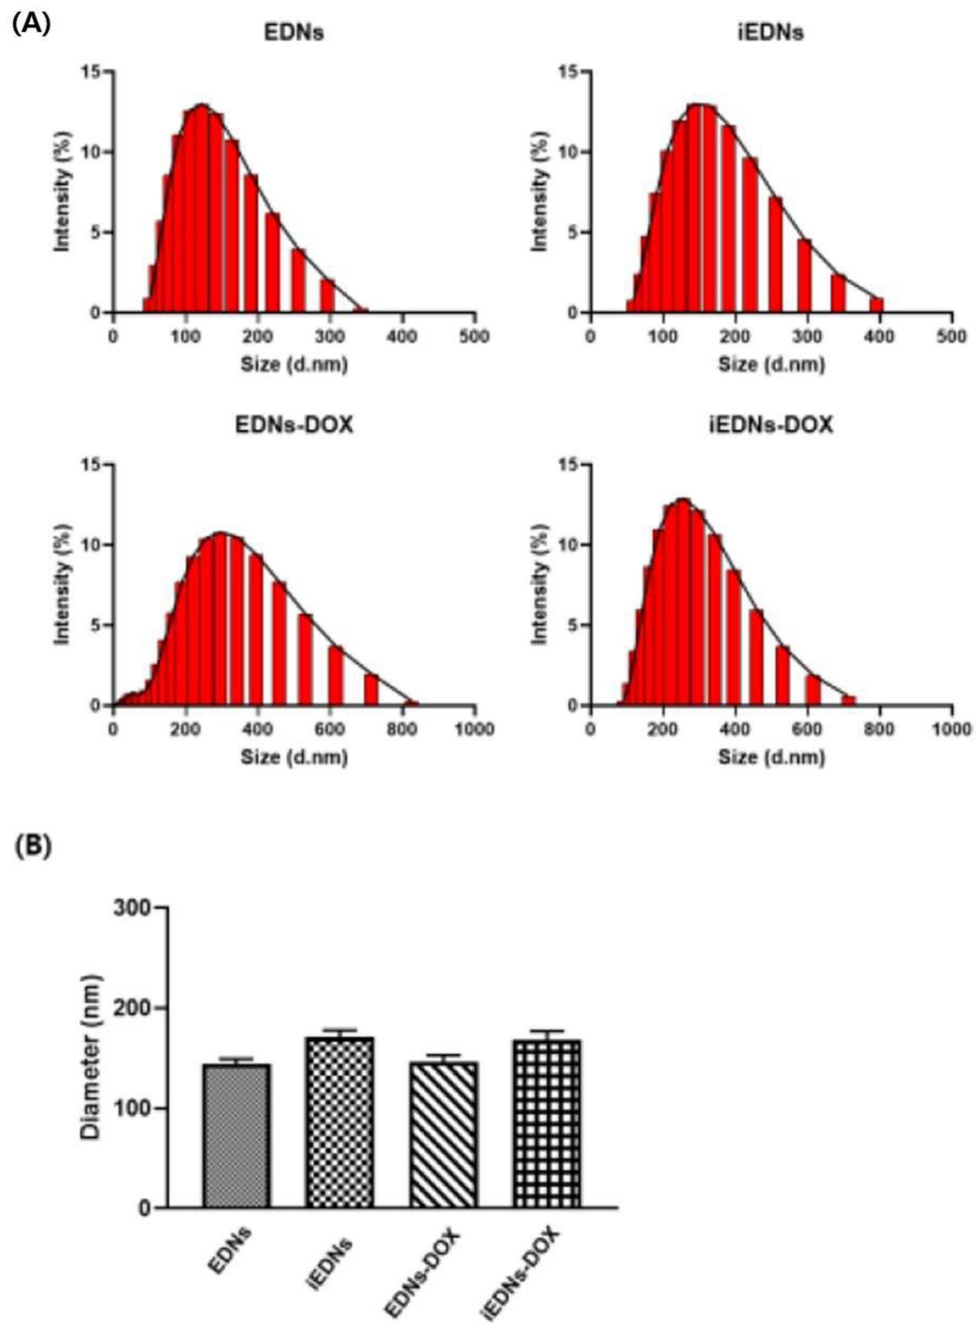 (A)
EDNs
iEDNs
15
10
5
0
Intensity (%)
0 100 200 300 400 500
Size (d.nm)
15
10
5
0
Intensity (%)
0 100 200 300 400 500
Size (d.nm)
EDNs-DOX
iEDNs-DOX
15
10
5
0
Intensity (%)
0 200 400 600 800 1000
Size (d.nm)
15
10
5
0
Intensity (%)
0 200 400 600 800 1000
Size (d.nm)
(B)
300
200
100
0
Diameter (nm)
EDNs
iEDNs
EDNs-DOX
iEDNs-DOX